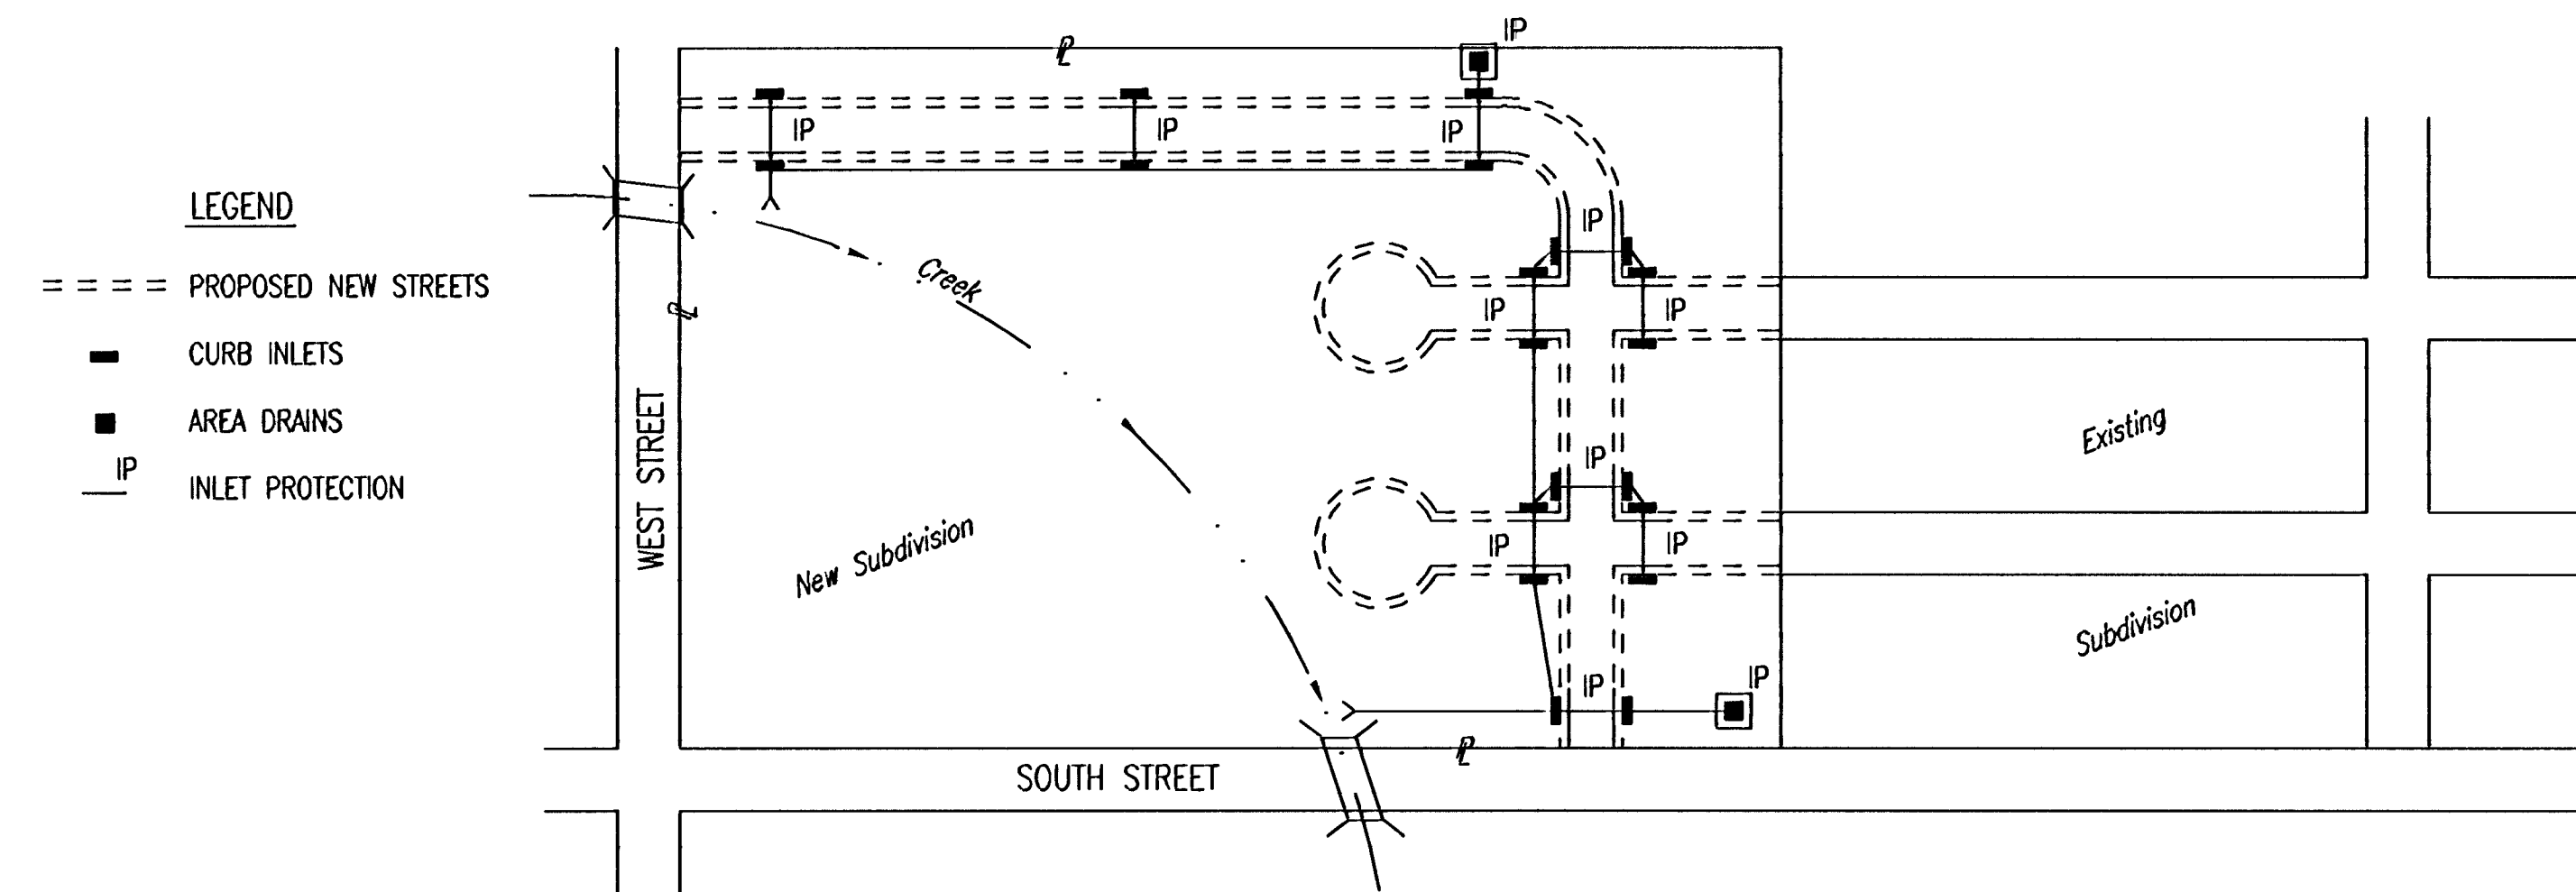 LEGEND
PROPOSED NEW STREETS
CURB INLETS
AREA DRAINS
IP
INLET PROTECTION
WEST STREET
SOUTH STREET
Creek
New Subdivision
Existing
Subdivision
℄
IP
IP
IP
IP
IP
IP
IP
IP
IP
IP
IP
IP